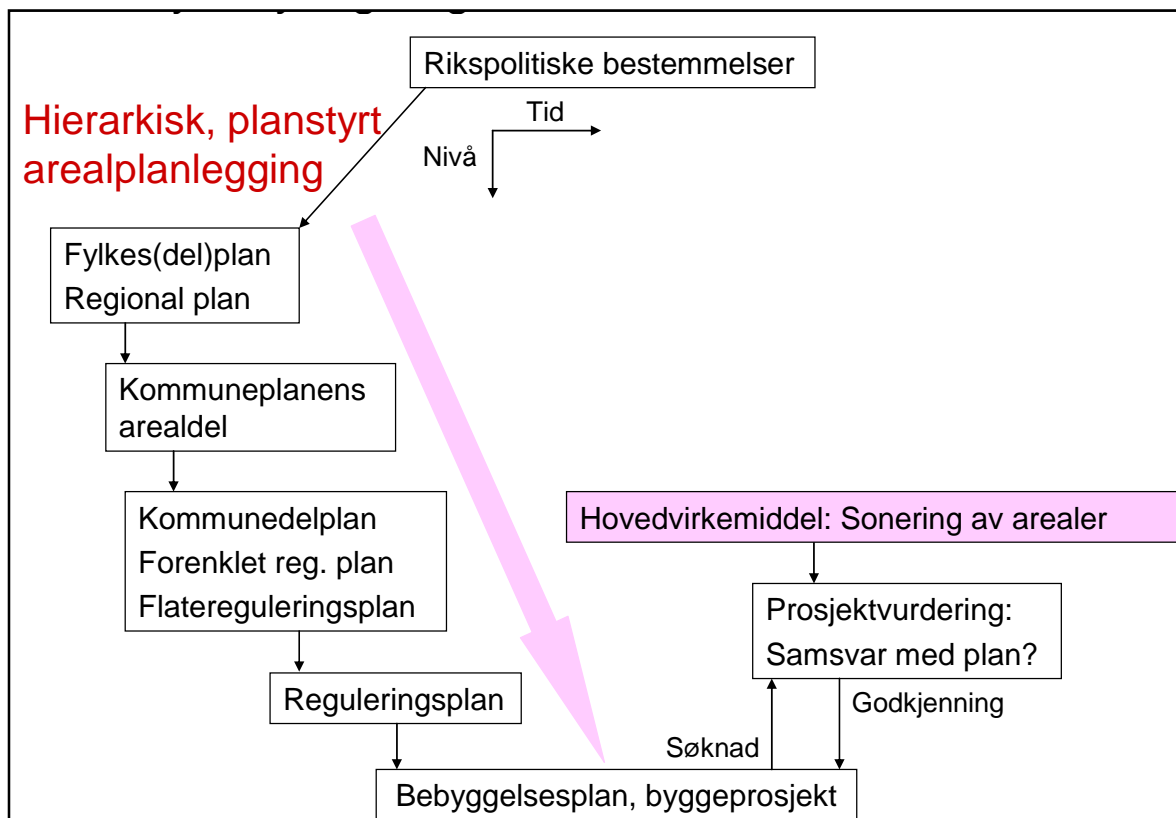 Rikspolitiske bestemmelser
Hierarkisk, planstyrt
arealplanlegging
Tid
Nivå
Fylkes(del)plan
Regional plan
Kommuneplanens
arealdel
Kommunedelplan
Forenklet reg. plan
Flatereguleringsplan
Hovedvirkemiddel: Sonering av arealer
Prosjektvurdering:
Samsvar med plan?
Reguleringsplan
Godkjenning
Søknad
Bebyggelsesplan, byggeprosjekt